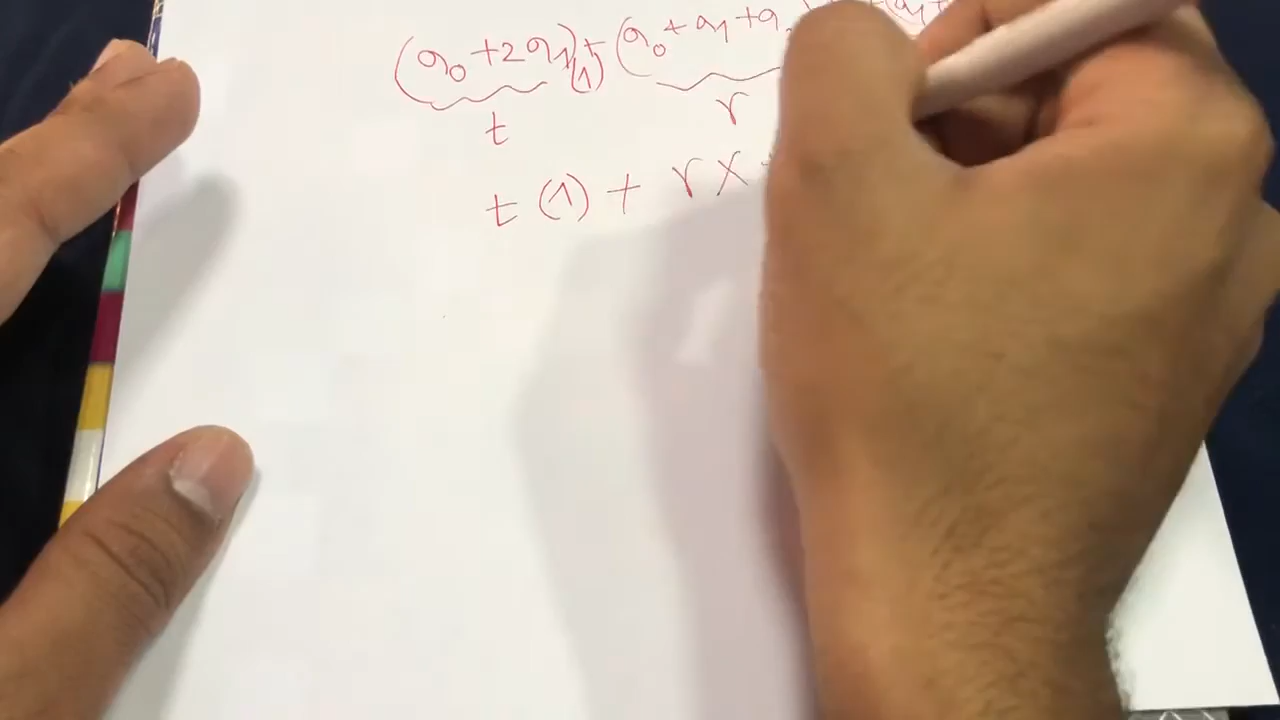 (a₀ + 2a₁)(1) + (a₀ + a₁ + a
t r
t (1) + r x